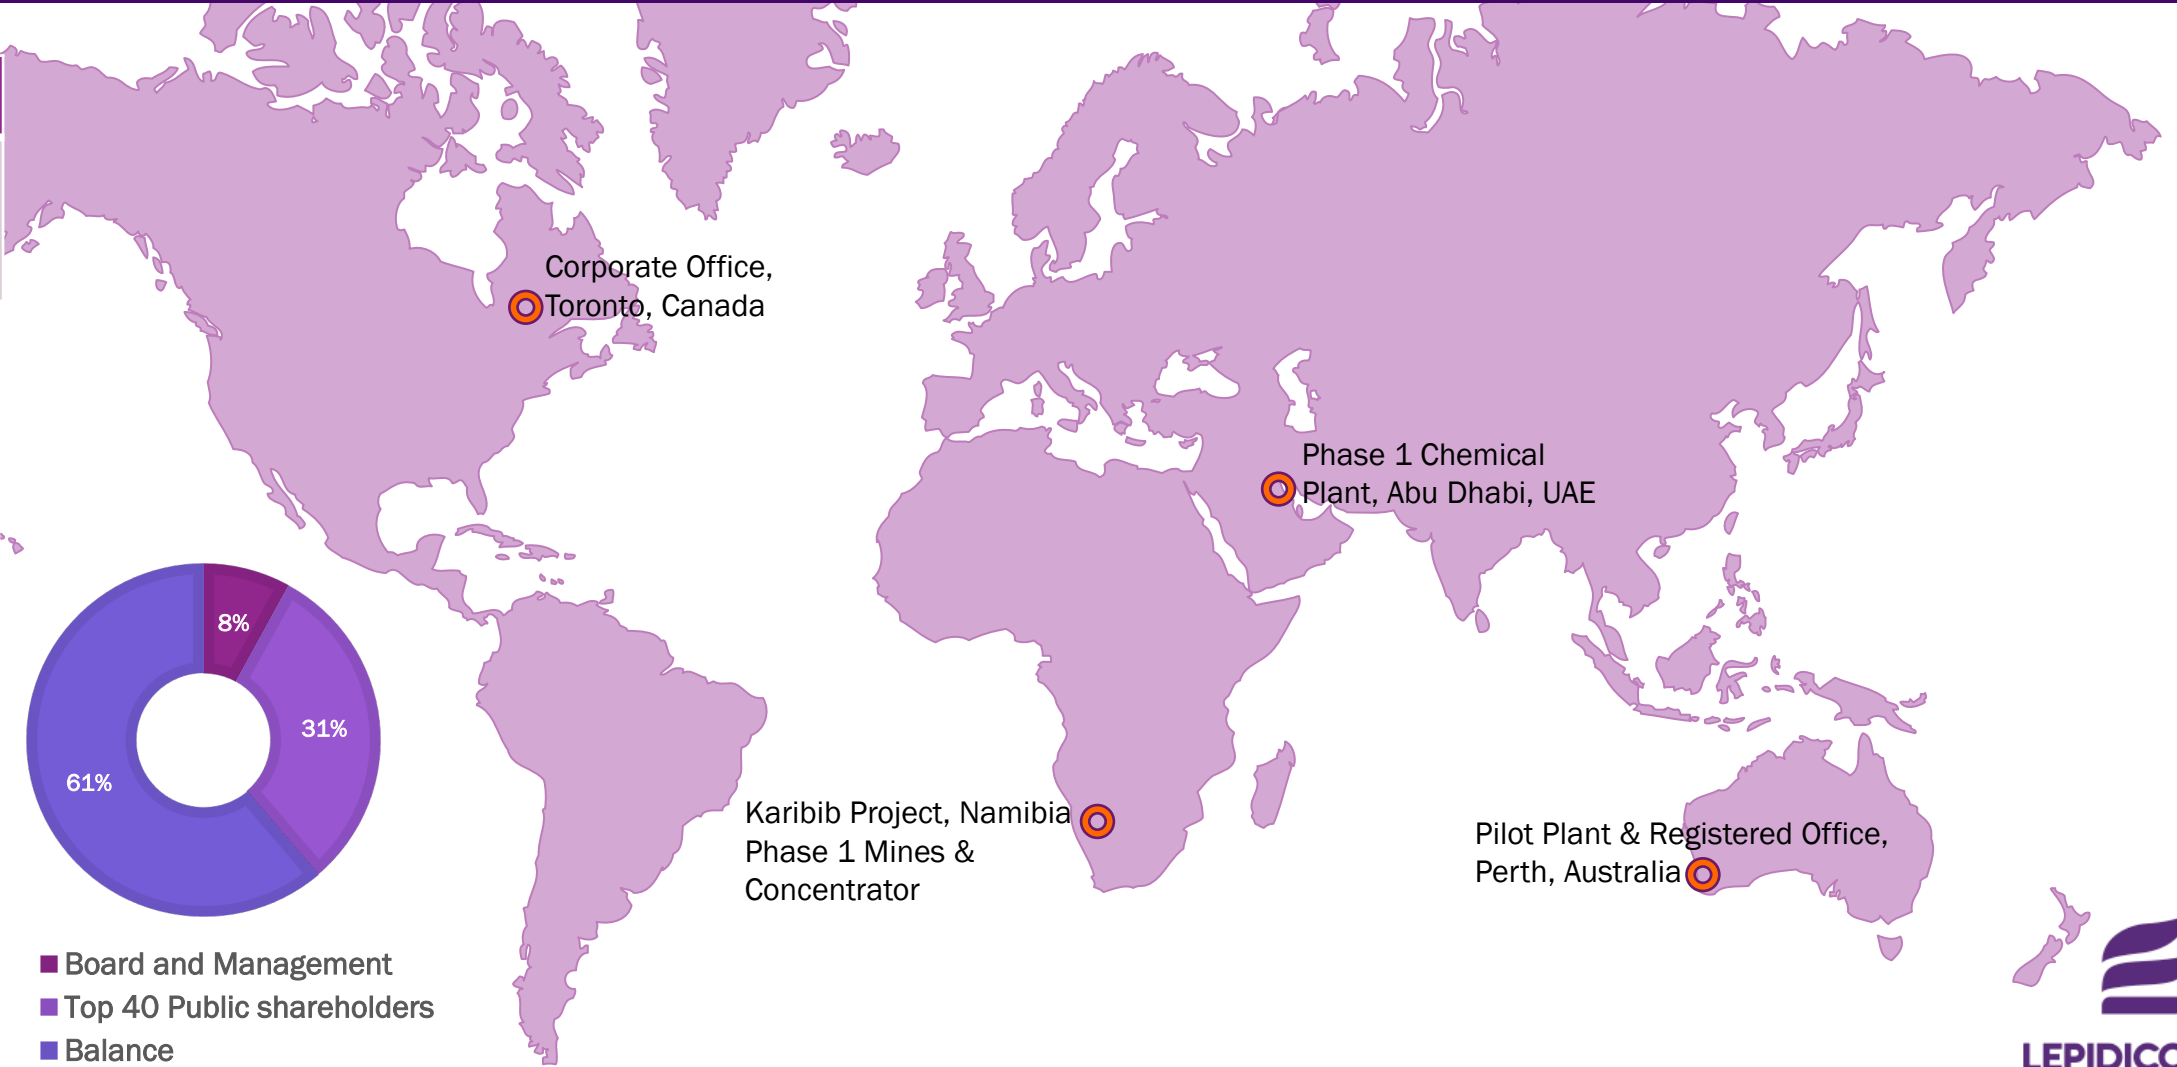 Corporate Office,
Toronto, Canada
Phase 1 Chemical
Plant, Abu Dhabi, UAE
8%
31%
61%
Karibib Project, Namibia
Phase 1 Mines &
Concentrator
Pilot Plant & Registered Office,
Perth, Australia
Board and Management
Top 40 Public shareholders
Balance